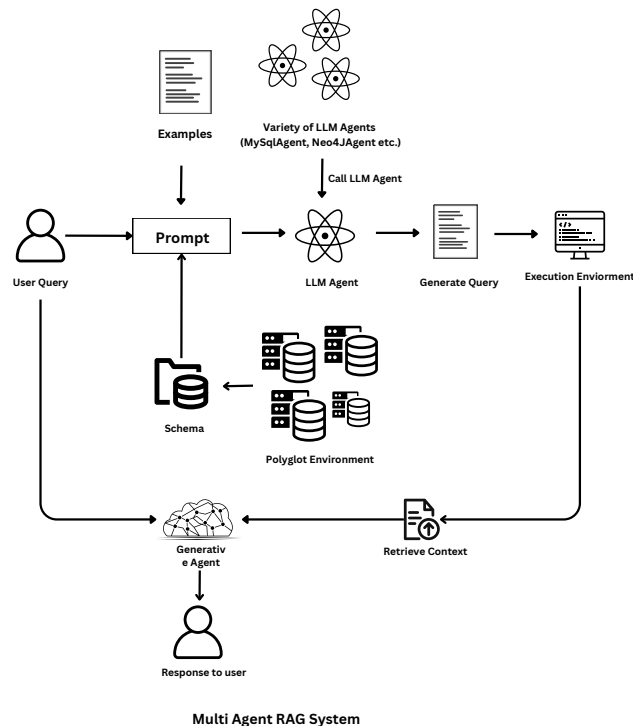 Examples
Variety of LLM Agents
(MySqlAgent, Neo4JAgent etc.)
Call LLM Agent
Prompt
User Query
LLM Agent
Generate Query
Execution Enviorment
Schema
Polyglot Environment
Generativ
e Agent
Retrieve Context
Response to user
Multi Agent RAG System